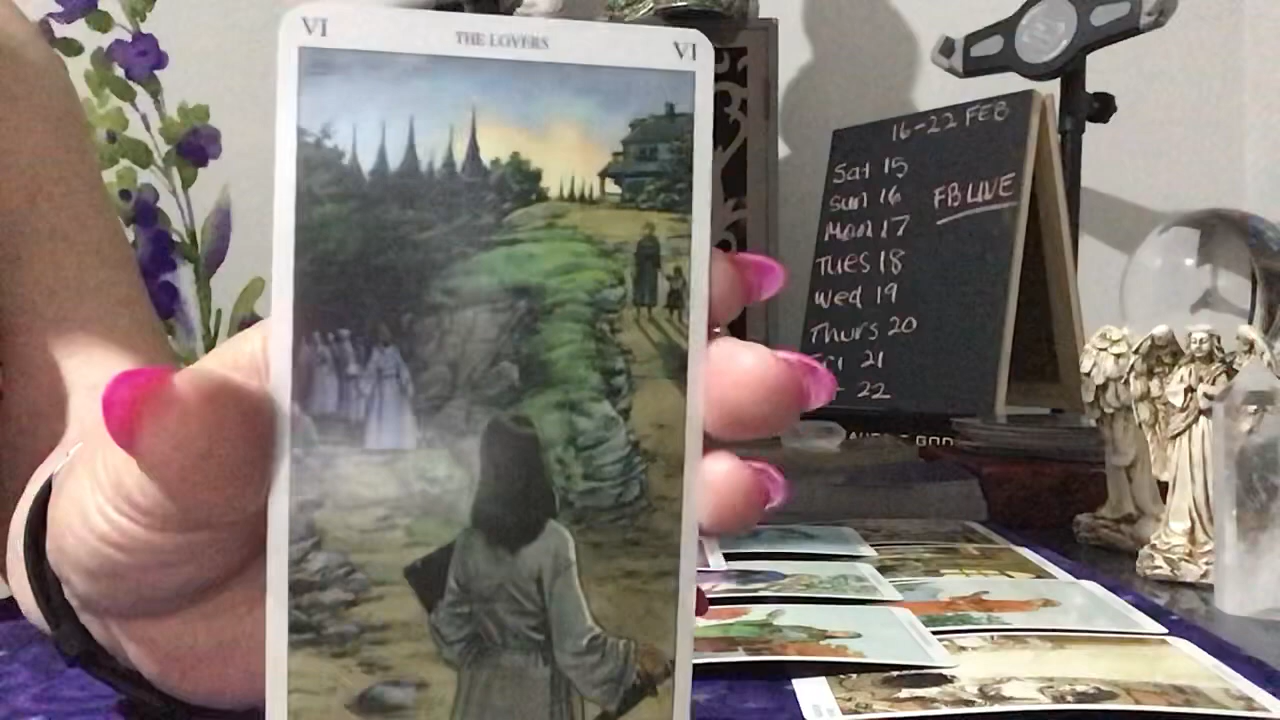 VI
THE LOVERS
VI
16-22 FEB
Sat 15
Sun 16
FB LIVE
Mon 17
Tues 18
Wed 19
Thurs 20
21
22